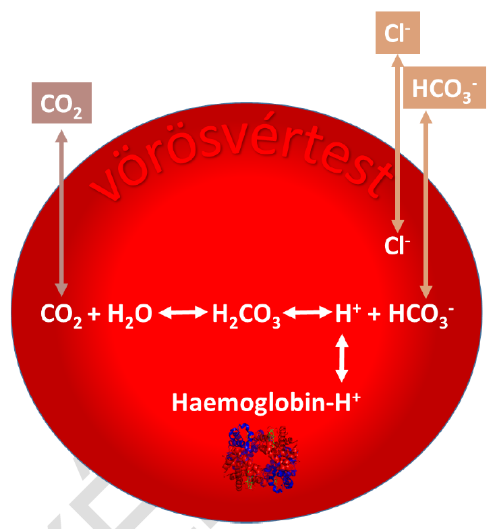 Cl⁻
CO₂
HCO₃⁻
vörösvértest
Cl⁻
CO₂ + H₂O ↔ H₂CO₃ ↔ H⁺ + HCO₃⁻
Haemoglobin-H⁺